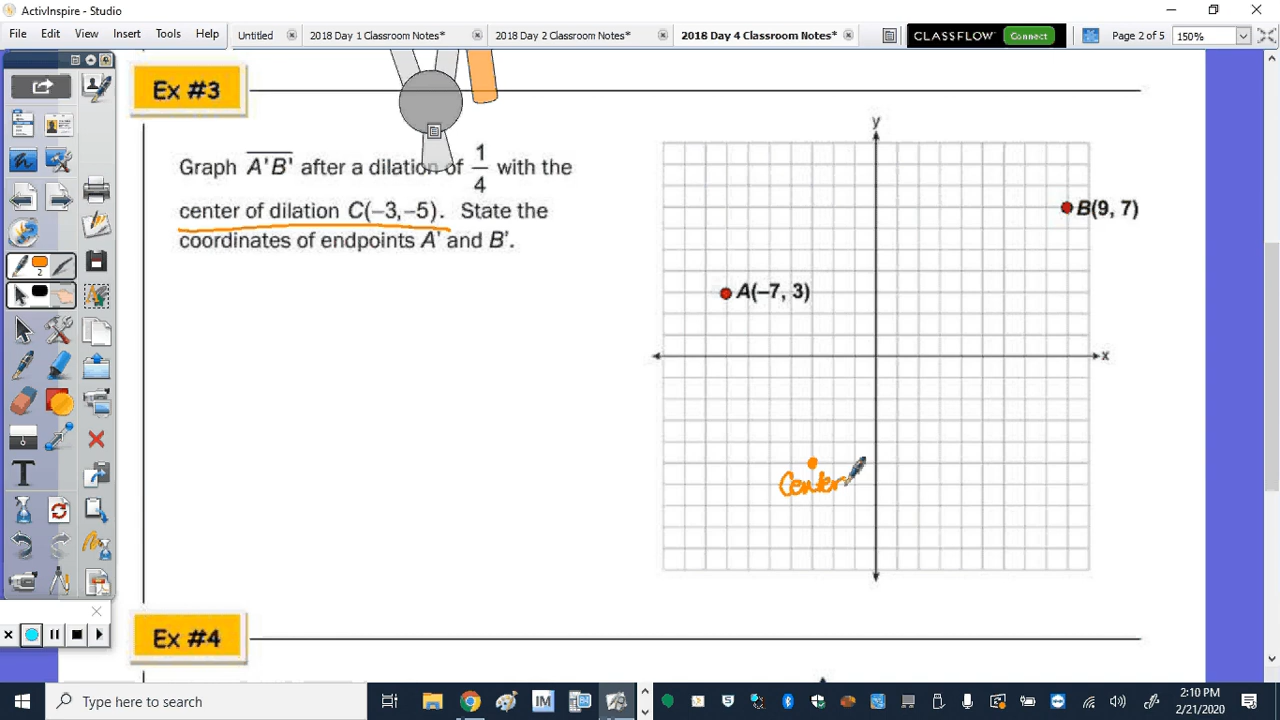 ActivInspire - Studio
File Edit View Insert Tools Help Untitled 2018 Day 1 Classroom Notes* 2018 Day 2 Classroom Notes* 2018 Day 4 Classroom Notes* CLASSFLOW Connect Page 2 of 5 150%
Ex #3
Graph A'B' after a dilation of 1/4 with the
center of dilation C(−3,−5). State the
coordinates of endpoints A' and B'.
y
B(9, 7)
A(–7, 3)
x
Center
2
T
Ex #4
Type here to search
IM
2:10 PM
2/21/2020